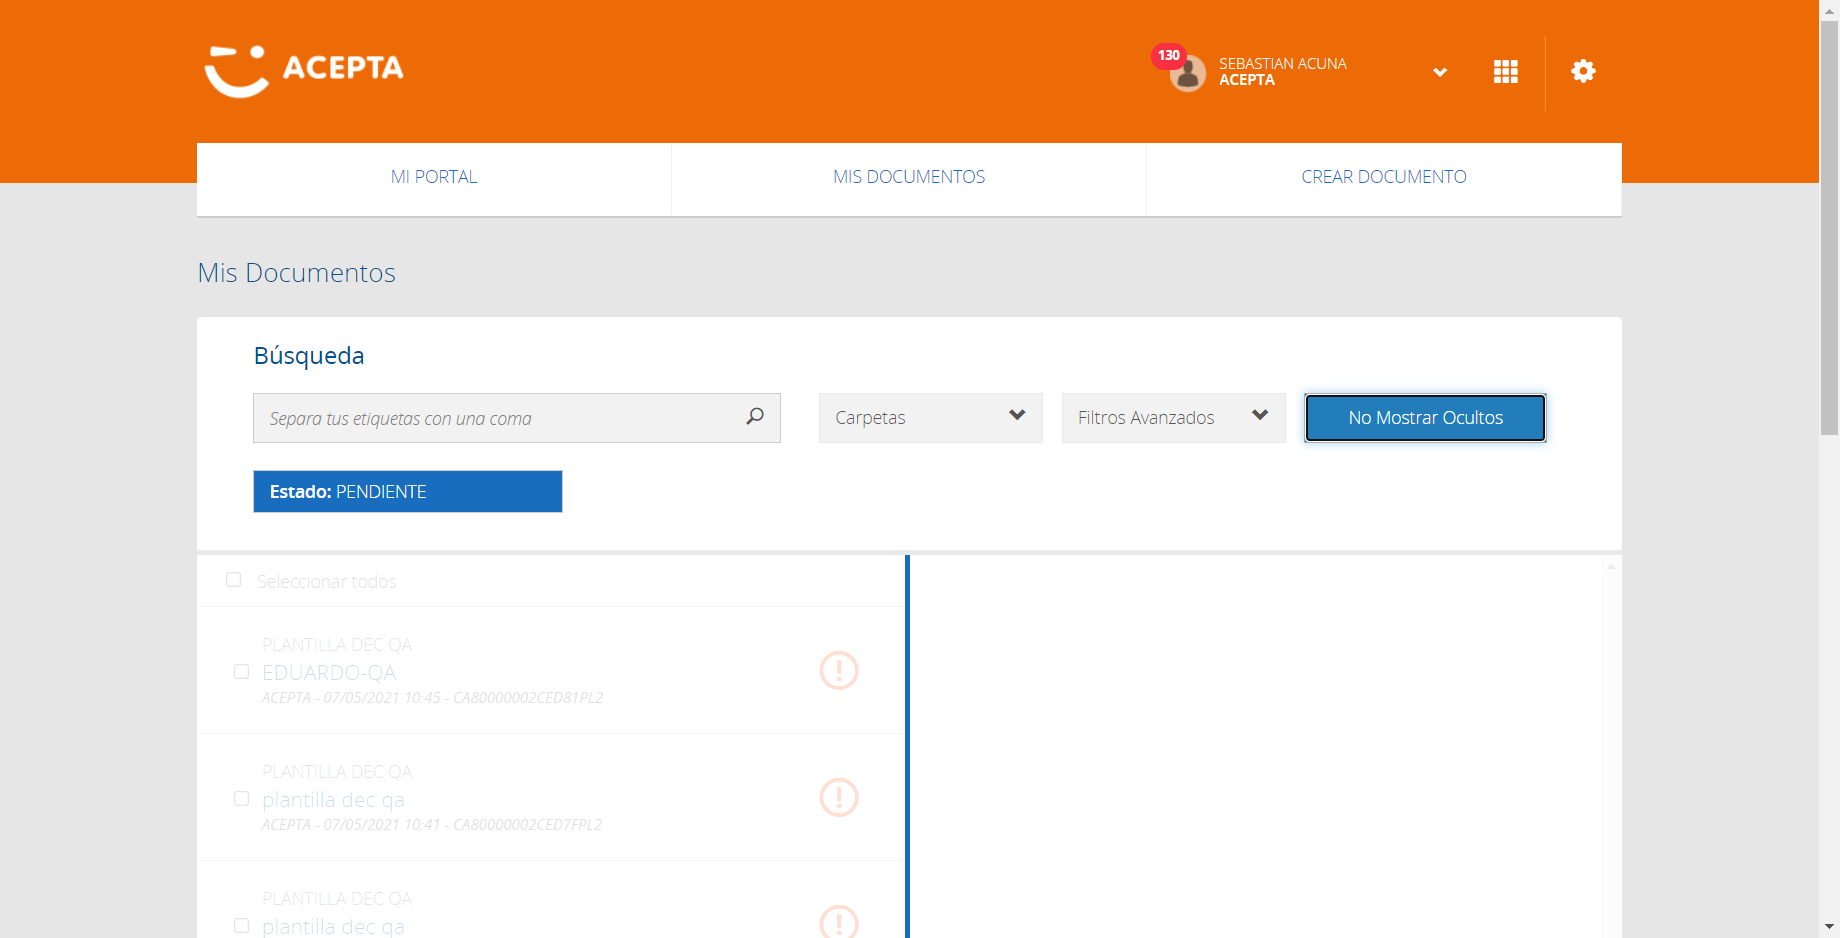 ACEPTA
130
SEBASTIAN ACUNA
ACEPTA
MI PORTAL
MIS DOCUMENTOS
CREAR DOCUMENTO
Mis Documentos
Búsqueda
Separa tus etiquetas con una coma
Carpetas
Filtros Avanzados
No Mostrar Ocultos
Estado: PENDIENTE
Seleccionar todos
PLANTILLA DEC QA
EDUARDO-QA
ACEPTA - 07/05/2021 10:45 - CA80000002CED81PL2
PLANTILLA DEC QA
plantilla dec qa
ACEPTA - 07/05/2021 10:41 - CA80000002CED7FPL2
PLANTILLA DEC QA
plantilla dec qa